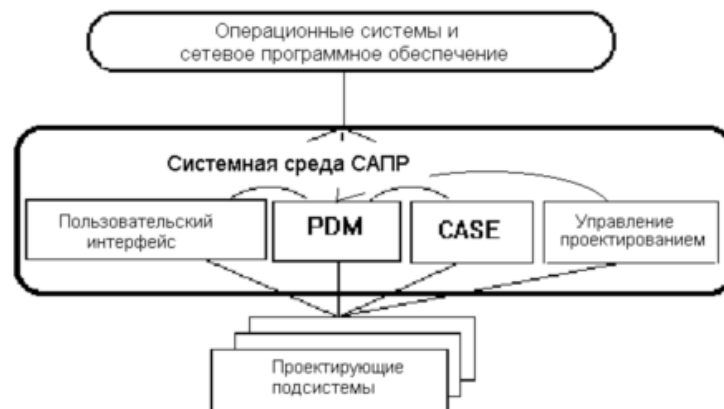 Операционные системы и
сетевое программное обеспечение
Системная среда САПР
Пользовательский
интерфейс
PDM
CASE
Управление
проектированием
Проектирующие
подсистемы